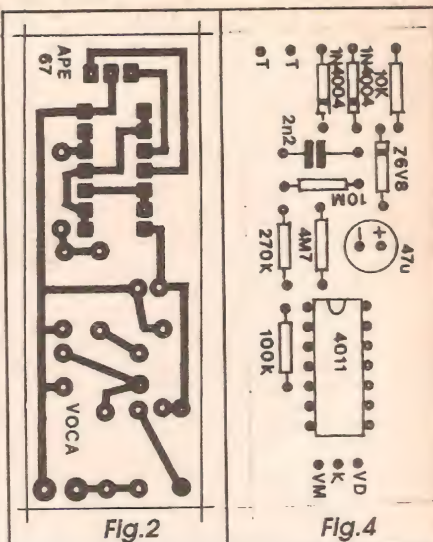 APE
67
VOCA
Fig.2
T
T
1N4004
1N4004
10K
2n2
Z6V8
10M
270K
4M7
+
-
47u
100K
4011
VM
K
VD
Fig.4